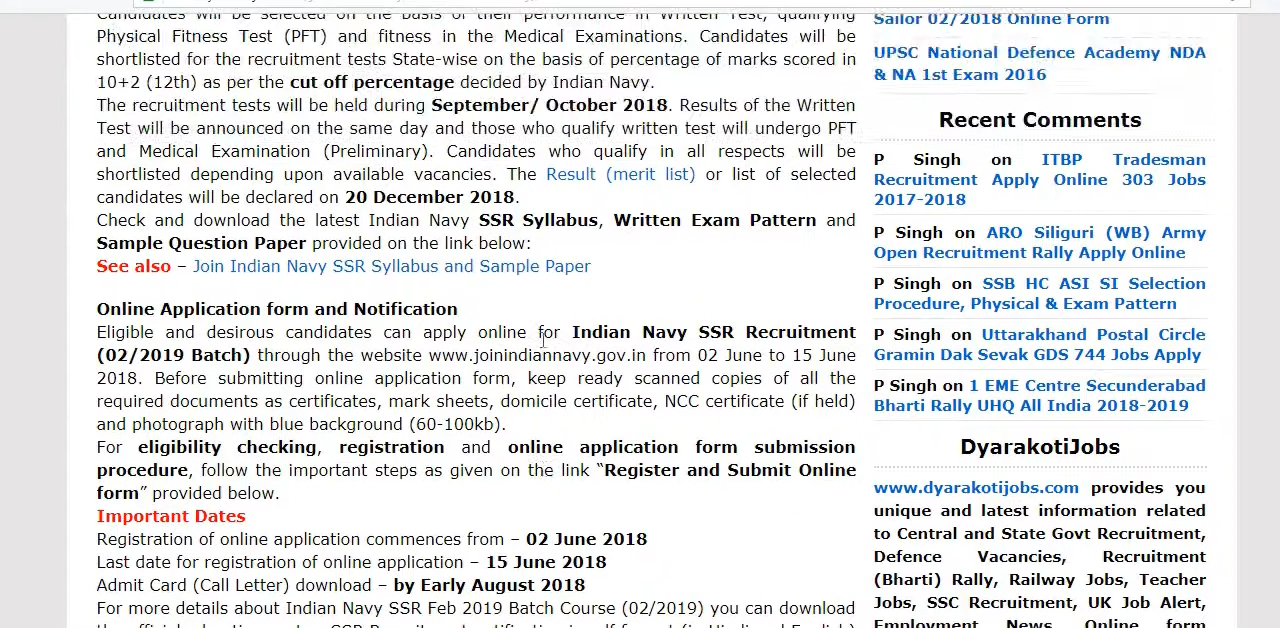 Candidates will be selected on the basis of their performance in Written Test, qualifying
Physical Fitness Test (PFT) and fitness in the Medical Examinations. Candidates will be
shortlisted for the recruitment tests State-wise on the basis of percentage of marks scored in
10+2 (12th) as per the cut off percentage decided by Indian Navy.
The recruitment tests will be held during September/ October 2018. Results of the Written
Test will be announced on the same day and those who qualify written test will undergo PFT
and Medical Examination (Preliminary). Candidates who qualify in all respects will be
shortlisted depending upon available vacancies. The Result (merit list) or list of selected
candidates will be declared on 20 December 2018.
Check and download the latest Indian Navy SSR Syllabus, Written Exam Pattern and
Sample Question Paper provided on the link below:
See also – Join Indian Navy SSR Syllabus and Sample Paper
Online Application form and Notification
Eligible and desirous candidates can apply online for Indian Navy SSR Recruitment
(02/2019 Batch) through the website www.joinindiannavy.gov.in from 02 June to 15 June
2018. Before submitting online application form, keep ready scanned copies of all the
required documents as certificates, mark sheets, domicile certificate, NCC certificate (if held)
and photograph with blue background (60-100kb).
For eligibility checking, registration and online application form submission
procedure, follow the important steps as given on the link “Register and Submit Online
form” provided below.
Important Dates
Registration of online application commences from – 02 June 2018
Last date for registration of online application – 15 June 2018
Admit Card (Call Letter) download – by Early August 2018
For more details about Indian Navy SSR Feb 2019 Batch Course (02/2019) you can download
Sailor 02/2018 Online Form
UPSC National Defence Academy NDA
& NA 1st Exam 2016
Recent Comments
P Singh on ITBP Tradesman
Recruitment Apply Online 303 Jobs
2017-2018
P Singh on ARO Siliguri (WB) Army
Open Recruitment Rally Apply Online
P Singh on SSB HC ASI SI Selection
Procedure, Physical & Exam Pattern
P Singh on Uttarakhand Postal Circle
Gramin Dak Sevak GDS 744 Jobs Apply
P Singh on 1 EME Centre Secunderabad
Bharti Rally UHQ All India 2018-2019
DyarakotiJobs
www.dyarakotijobs.com provides you
unique and latest information related
to Central and State Govt Recruitment,
Defence Vacancies, Recruitment
(Bharti) Rally, Railway Jobs, Teacher
Jobs, SSC Recruitment, UK Job Alert,
Employment News, Online form